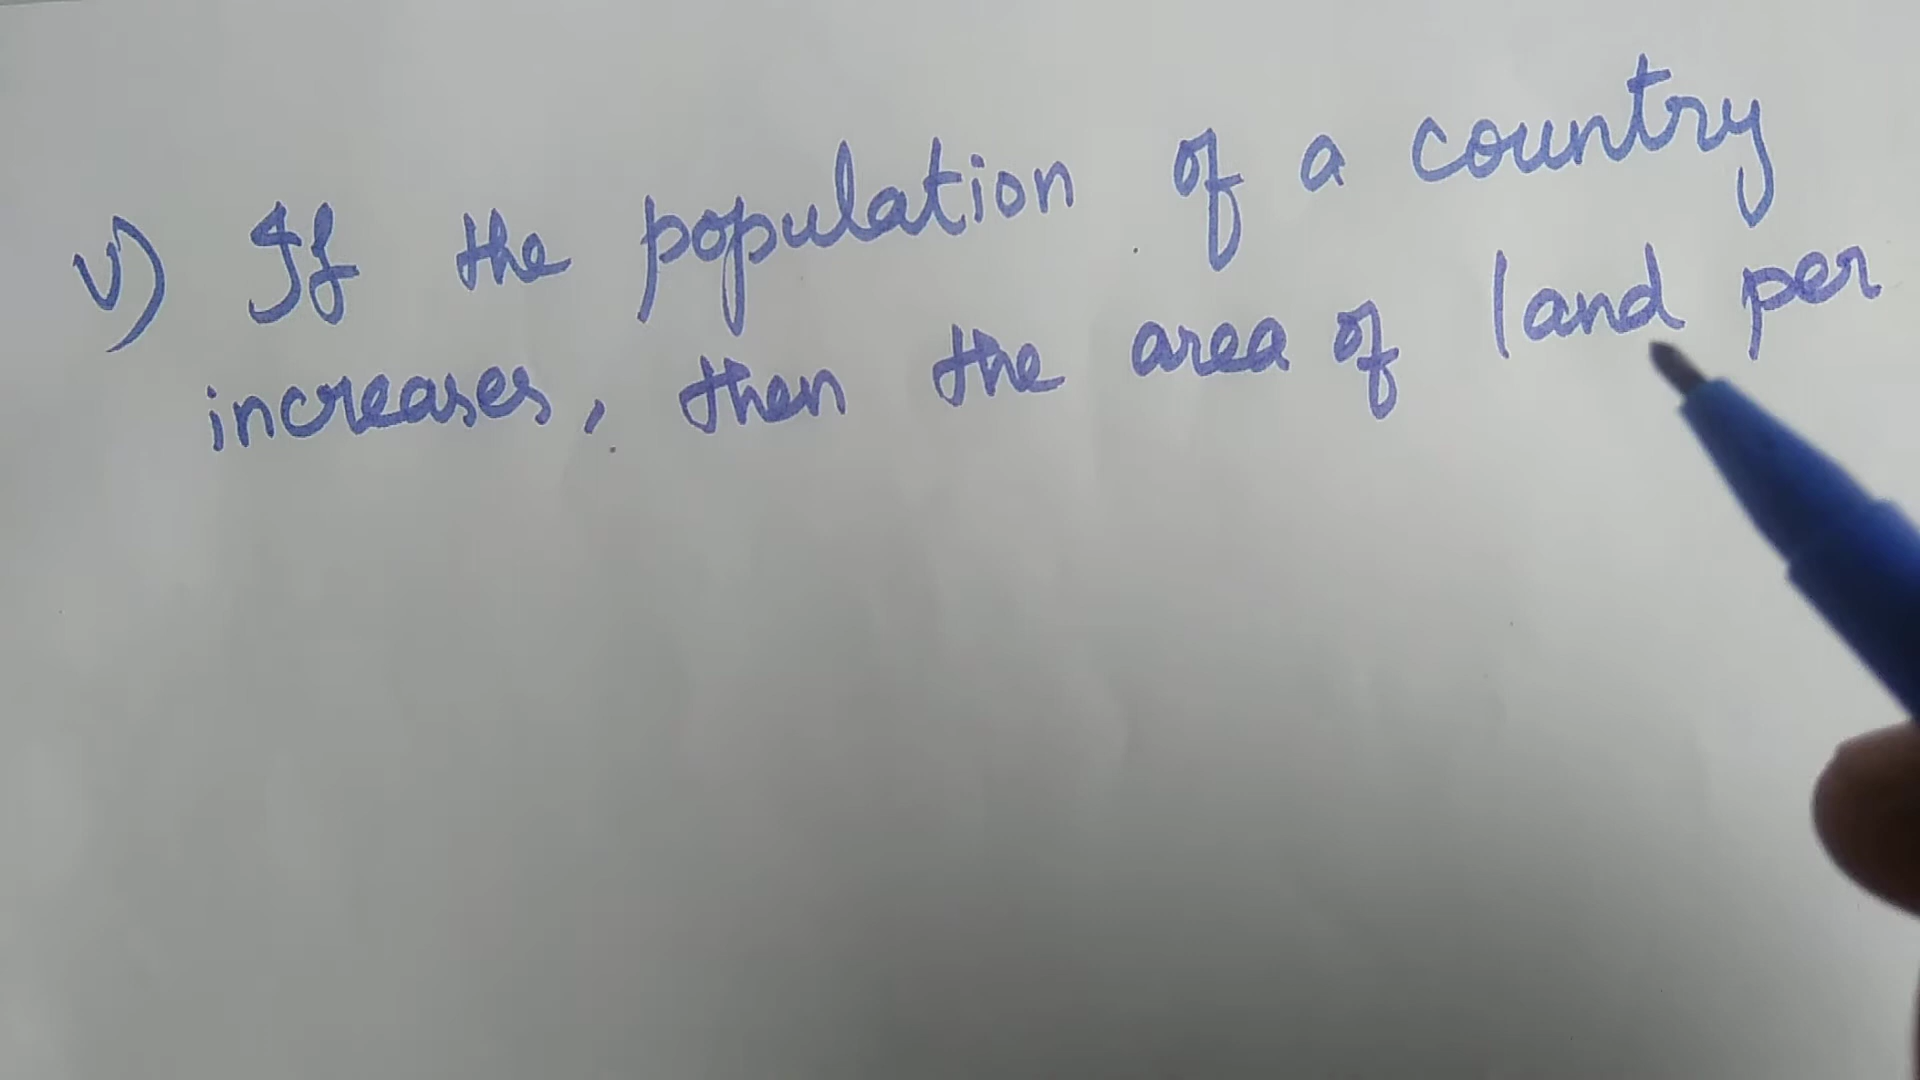 v) If the population of a country
increases, then the area of land per